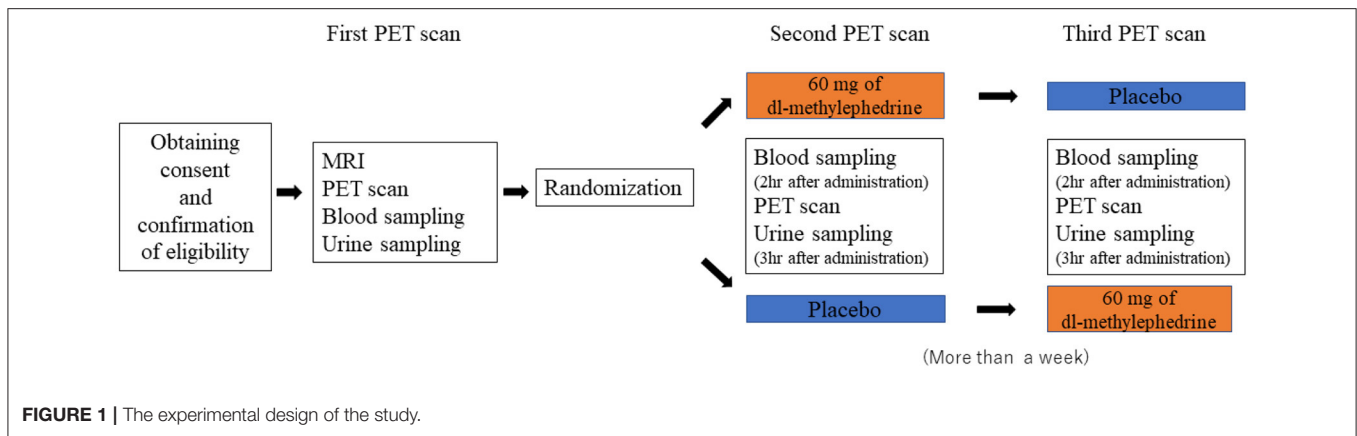 First PET scan
Second PET scan
Third PET scan
Obtaining
consent
and
confirmation
of eligibility
MRI
PET scan
Blood sampling
Urine sampling
Randomization
60 mg of
dl-methylephedrine
Placebo
Blood sampling
(2hr after administration)
PET scan
Urine sampling
(3hr after administration)
Blood sampling
(2hr after administration)
PET scan
Urine sampling
(3hr after administration)
Placebo
60 mg of
dl-methylephedrine
(More than a week)
FIGURE 1 | The experimental design of the study.